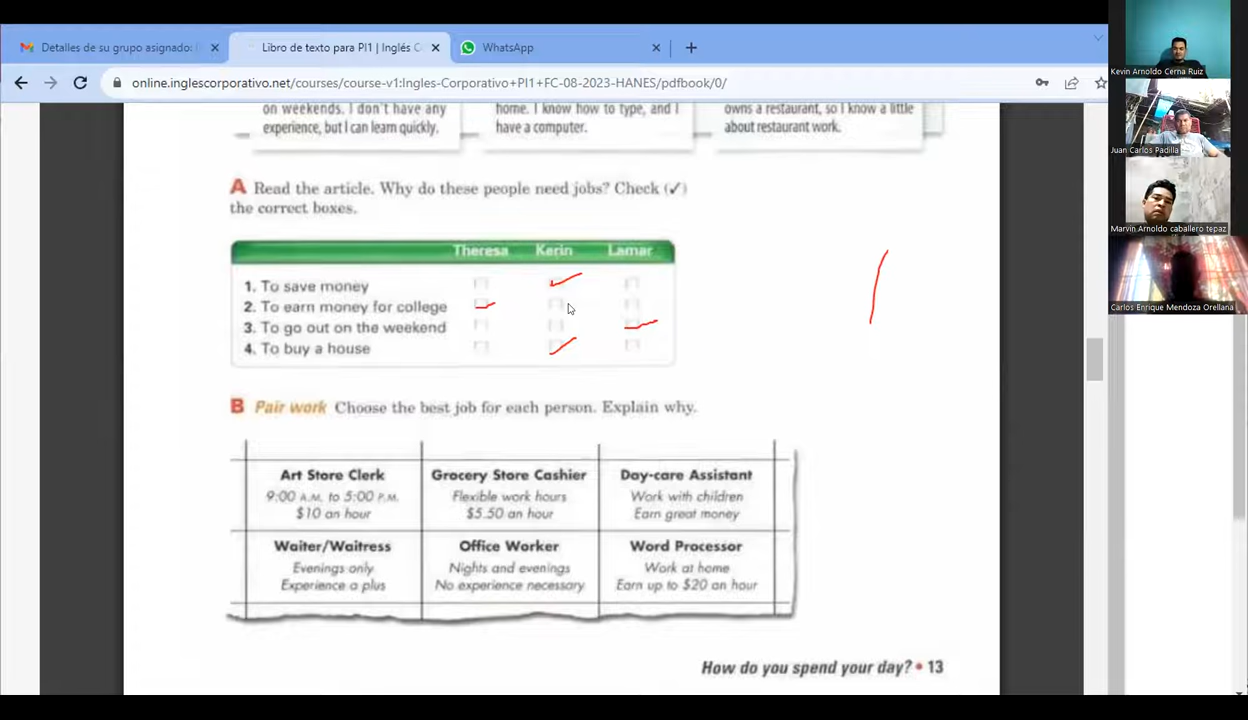 Detalles de su grupo asignado:
Libro de texto para PI1 | Inglés C
WhatsApp
online.inglescorporativo.net/courses/course-v1:Ingles-Corporativo+PI1+FC-08-2023-HANES/pdfbook/0/
on weekends. I don't have any
experience, but I can learn quickly.
home. I know how to type, and I
have a computer.
owns a restaurant, so I know a little
about restaurant work.
A Read the article. Why do these people need jobs? Check (✓)
the correct boxes.
Theresa Kerin Lamar
1. To save money
2. To earn money for college
3. To go out on the weekend
4. To buy a house
B Pair work Choose the best job for each person. Explain why.
Art Store Clerk
9:00 A.M. to 5:00 P.M.
$10 an hour
Grocery Store Cashier
Flexible work hours
$5.50 an hour
Day-care Assistant
Work with children
Earn great money
Waiter/Waitress
Evenings only
Experience a plus
Office Worker
Nights and evenings
No experience necessary
Word Processor
Work at home
Earn up to $20 an hour
How do you spend your day? • 13
Kevin Arnoldo Cerna Ruiz
Juan Carlos Padilla
Marvin Arnoldo caballero tepaz
Carlos Enrique Mendoza Orellana